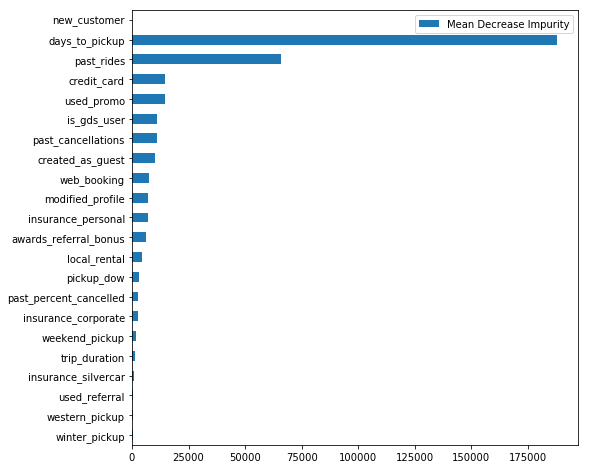 Mean Decrease Impurity
new_customer
days_to_pickup
past_rides
credit_card
used_promo
is_gds_user
past_cancellations
created_as_guest
web_booking
modified_profile
insurance_personal
awards_referral_bonus
local_rental
pickup_dow
past_percent_cancelled
insurance_corporate
weekend_pickup
trip_duration
insurance_silvercar
used_referral
western_pickup
winter_pickup
0 25000 50000 75000 100000 125000 150000 175000